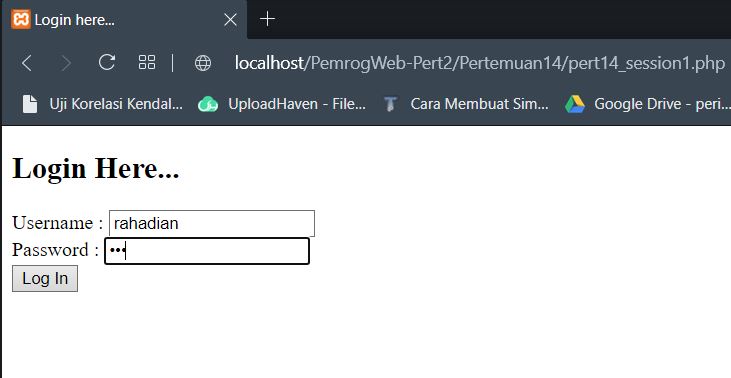 Login here...
localhost/PemrogWeb-Pert2/Pertemuan14/pert14_session1.php
Uji Korelasi Kendal... UploadHaven - File... Cara Membuat Sim... Google Drive - peri...
Login Here...
Username : rahadian
Password : •••
Log In